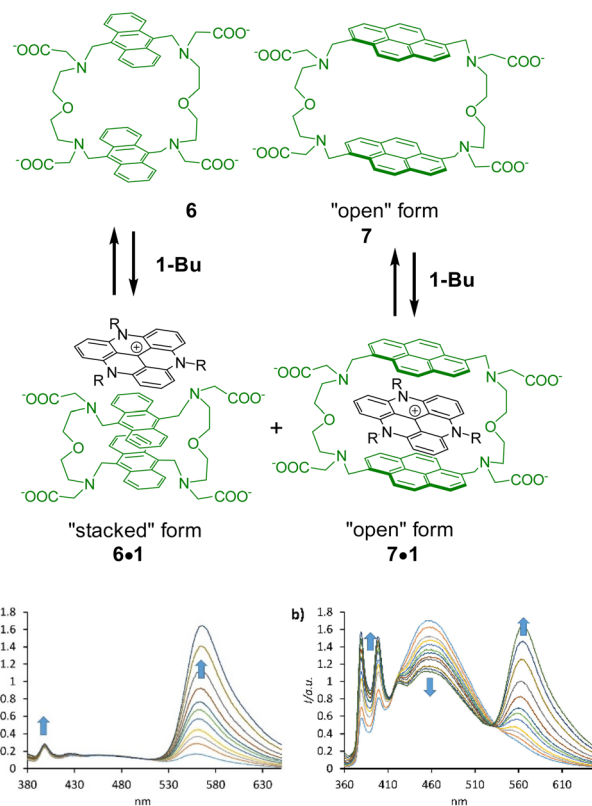 -OOC
N
N
COO-
-OOC
N
N
COO-
O
O
O
O
-OOC
N
N
COO-
-OOC
N
N
COO-
6
"open" form
7
1-Bu
1-Bu
R
N
+
N
R
N
R
-OOC
N
N
COO-
O
O
-OOC
N
N
COO-
+
-OOC
N
N
COO-
R
N
+
N
R
N
R
O
O
-OOC
N
N
COO-
"stacked" form
6•1
"open" form
7•1
1.8
1.6
1.4
1.2
1
0.8
0.6
0.4
0.2
0
380 430 480 530 580 630
nm
b)
I/a.u.
1.8
1.6
1.4
1.2
1
0.8
0.6
0.4
0.2
0
360 410 460 510 560 610
nm